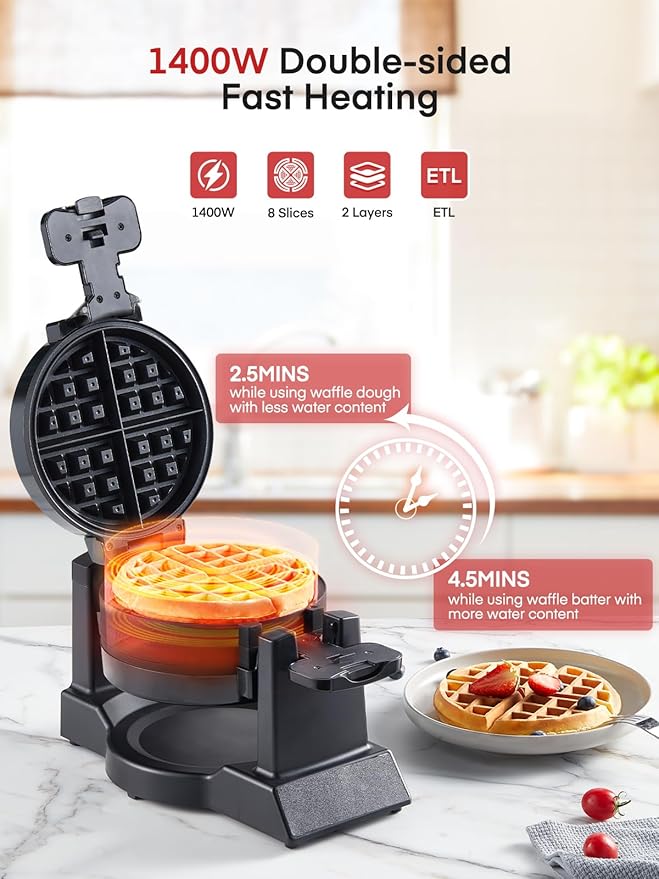 1400W Double-sided
Fast Heating
ETL
1400W
8 Slices
2 Layers
ETL
2.5MINS
while using waffle dough
with less water content
4.5MINS
while using waffle batter with
more water content